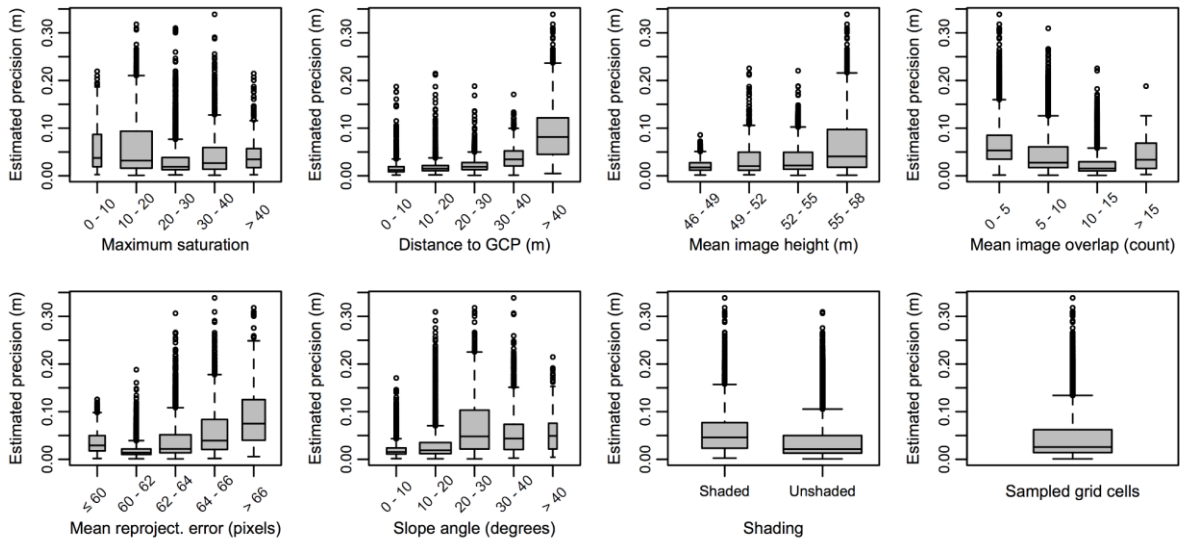 Estimated precision (m)
0.00 0.10 0.20 0.30
0 - 10 10 - 20 20 - 30 30 - 40 > 40
Maximum saturation
Estimated precision (m)
0.00 0.10 0.20 0.30
0 - 10 10 - 20 20 - 30 30 - 40 > 40
Distance to GCP (m)
Estimated precision (m)
0.00 0.10 0.20 0.30
46 - 49 49 - 52 52 - 55 55 - 58
Mean image height (m)
Estimated precision (m)
0.00 0.10 0.20 0.30
0 - 5 5 - 10 10 - 15 > 15
Mean image overlap (count)
Estimated precision (m)
0.00 0.10 0.20 0.30
≤ 60 60 - 62 62 - 64 64 - 66 > 66
Mean reproject. error (pixels)
Estimated precision (m)
0.00 0.10 0.20 0.30
0 - 10 10 - 20 20 - 30 30 - 40 > 40
Slope angle (degrees)
Estimated precision (m)
0.00 0.10 0.20 0.30
Shaded Unshaded
Shading
Estimated precision (m)
0.00 0.10 0.20 0.30
Sampled grid cells